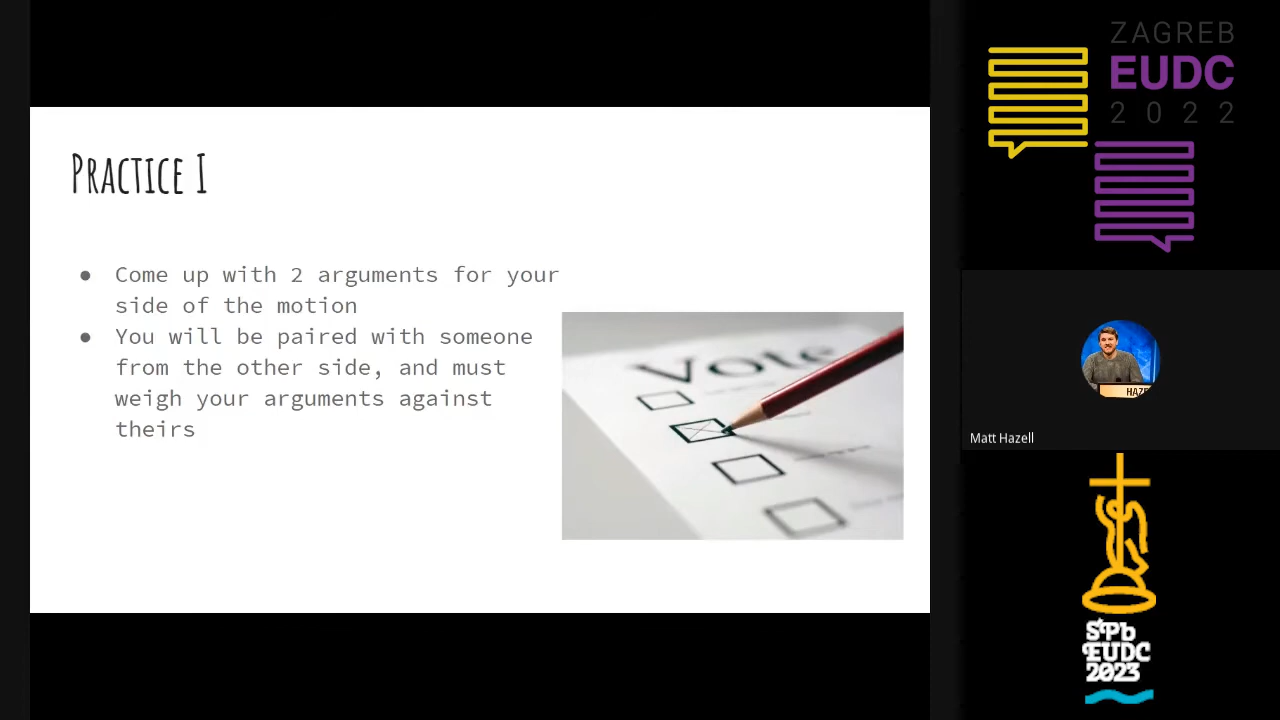 Practice I
● Come up with 2 arguments for your
side of the motion
● You will be paired with someone
from the other side, and must
weigh your arguments against
theirs
Vote
ZAGREB
EUDC
2022
HAZE
Matt Hazell
SPb
EUDC
2023